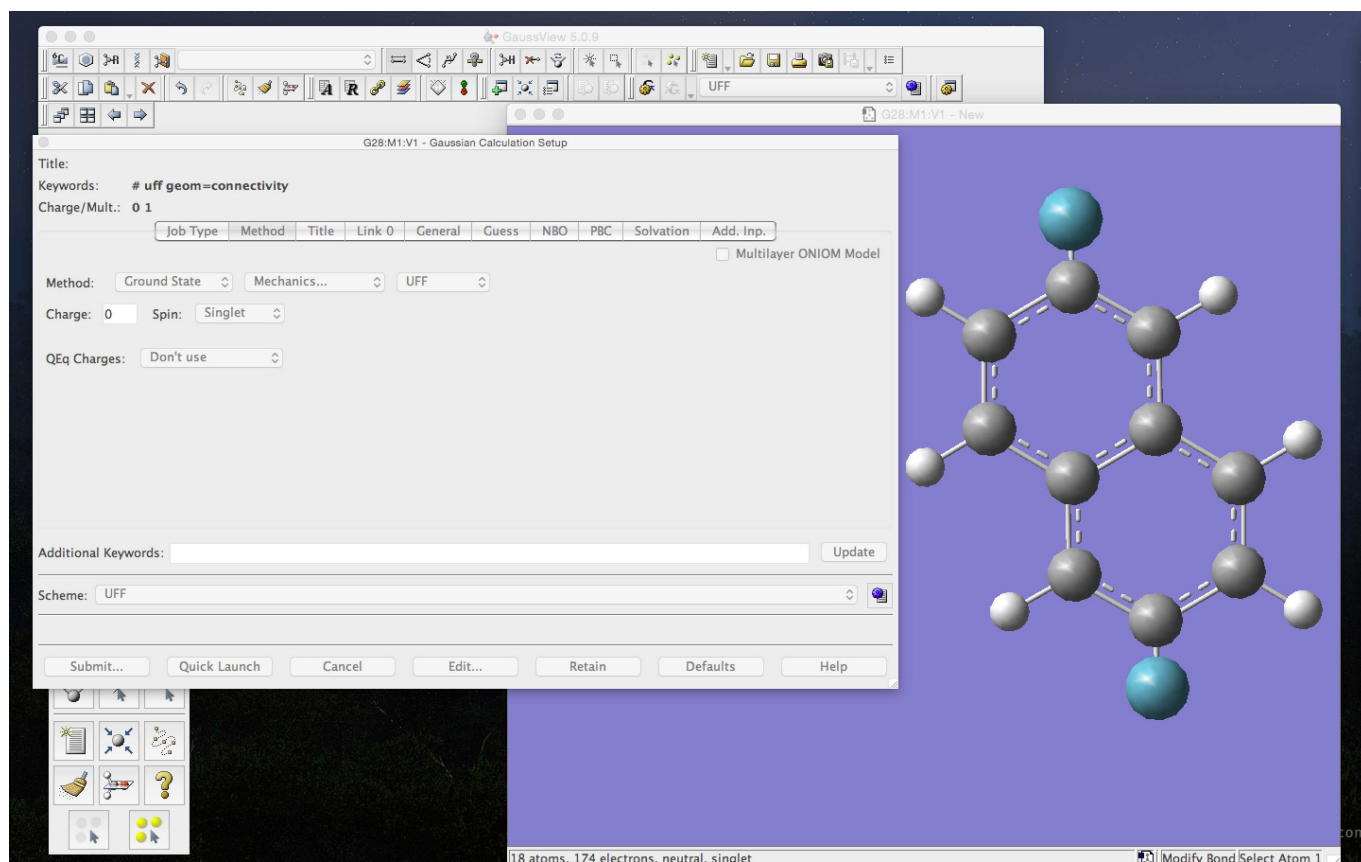 GaussView 5.0.9
UFF
G28:M1:V1 - New
G28:M1:V1 - Gaussian Calculation Setup
Title:
Keywords: # uff geom=connectivity
Charge/Mult.: 0 1
Job Type Method Title Link 0 General Guess NBO PBC Solvation Add. Inp.
Multilayer ONIOM Model
Method: Ground State Mechanics... UFF
Charge: 0 Spin: Singlet
QEq Charges: Don't use
Additional Keywords: Update
Scheme: UFF
Submit... Quick Launch Cancel Edit... Retain Defaults Help
18 atoms, 174 electrons, neutral, singlet Modify Bond Select Atom 1